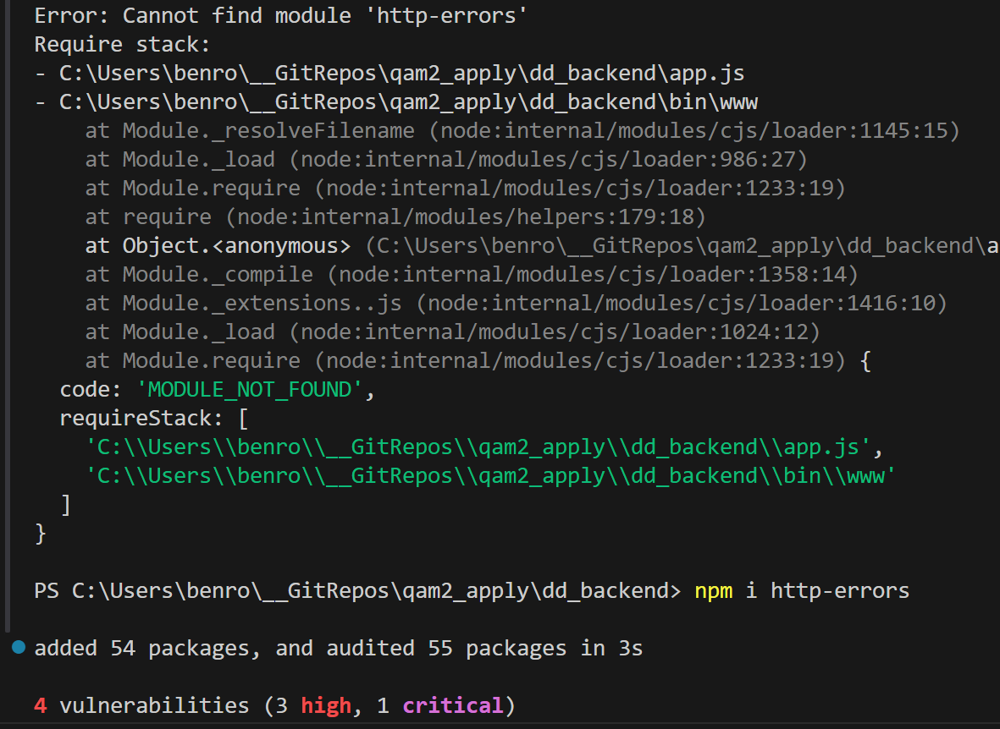 Error: Cannot find module 'http-errors'
Require stack:
- C:\Users\benro\__GitRepos\qam2_apply\dd_backend\app.js
- C:\Users\benro\__GitRepos\qam2_apply\dd_backend\bin\www
    at Module._resolveFilename (node:internal/modules/cjs/loader:1145:15)
    at Module._load (node:internal/modules/cjs/loader:986:27)
    at Module.require (node:internal/modules/cjs/loader:1233:19)
    at require (node:internal/modules/helpers:179:18)
    at Object.<anonymous> (C:\Users\benro\__GitRepos\qam2_apply\dd_backend\a
    at Module._compile (node:internal/modules/cjs/loader:1358:14)
    at Module._extensions..js (node:internal/modules/cjs/loader:1416:10)
    at Module._load (node:internal/modules/cjs/loader:1024:12)
    at Module.require (node:internal/modules/cjs/loader:1233:19) {
  code: 'MODULE_NOT_FOUND',
  requireStack: [
    'C:\\Users\\benro\\__GitRepos\\qam2_apply\\dd_backend\\app.js',
    'C:\\Users\\benro\\__GitRepos\\qam2_apply\\dd_backend\\bin\\www'
  ]
}
PS C:\Users\benro\__GitRepos\qam2_apply\dd_backend> npm i http-errors
added 54 packages, and audited 55 packages in 3s
4 vulnerabilities (3 high, 1 critical)